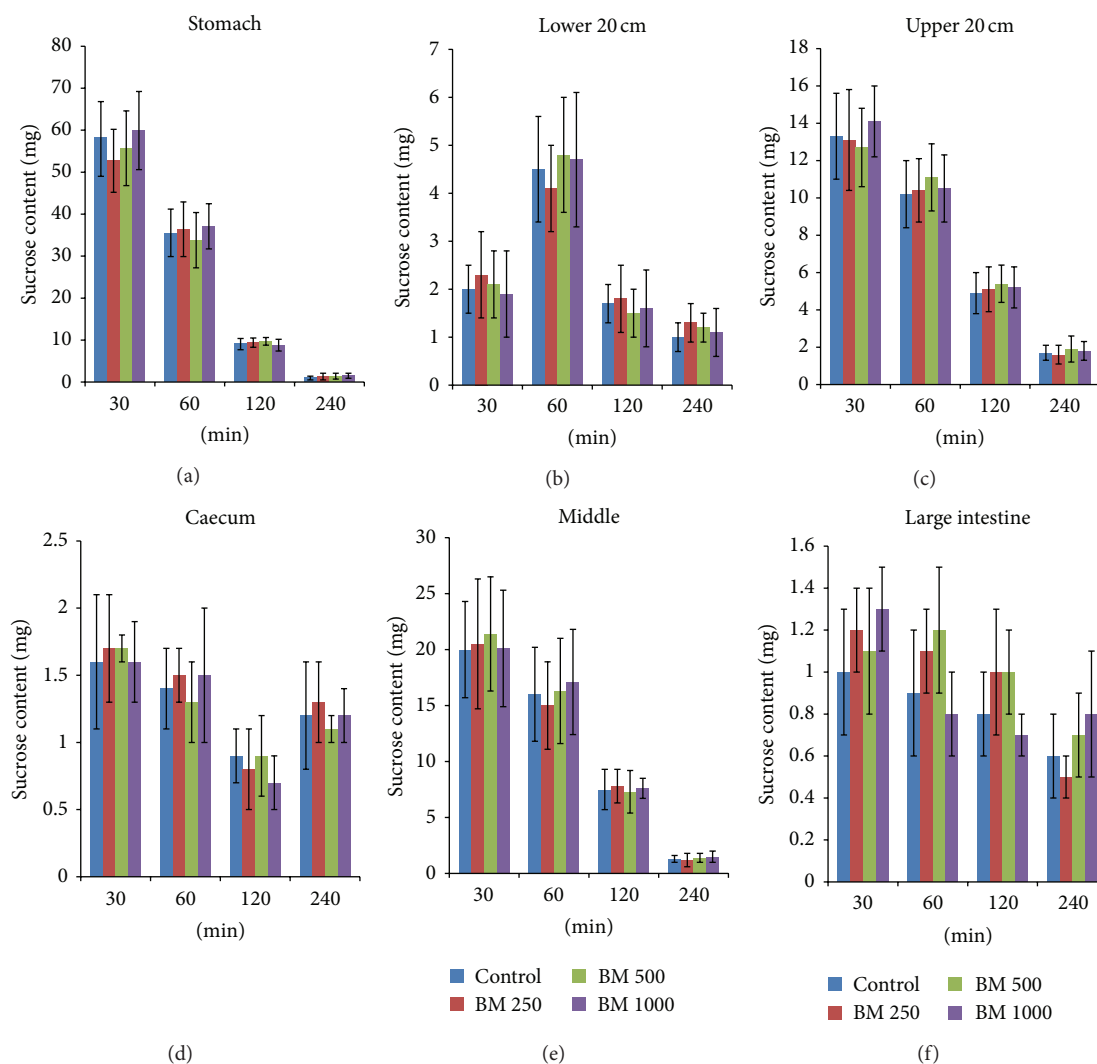 Stomach
Sucrose content (mg)
80
70
60
50
40
30
20
10
0
30 60 120 240
(min)
(a)
Lower 20 cm
Sucrose content (mg)
7
6
5
4
3
2
1
0
30 60 120 240
(min)
(b)
Upper 20 cm
Sucrose content (mg)
18
16
14
12
10
8
6
4
2
0
30 60 120 240
(min)
(c)
Caecum
Sucrose content (mg)
2.5
2
1.5
1
0.5
0
30 60 120 240
(min)
(d)
Middle
Sucrose content (mg)
30
25
20
15
10
5
0
30 60 120 240
(min)
Control BM 500
BM 250 BM 1000
(e)
Large intestine
Sucrose content (mg)
1.6
1.4
1.2
1
0.8
0.6
0.4
0.2
0
30 60 120 240
(min)
Control BM 500
BM 250 BM 1000
(f)